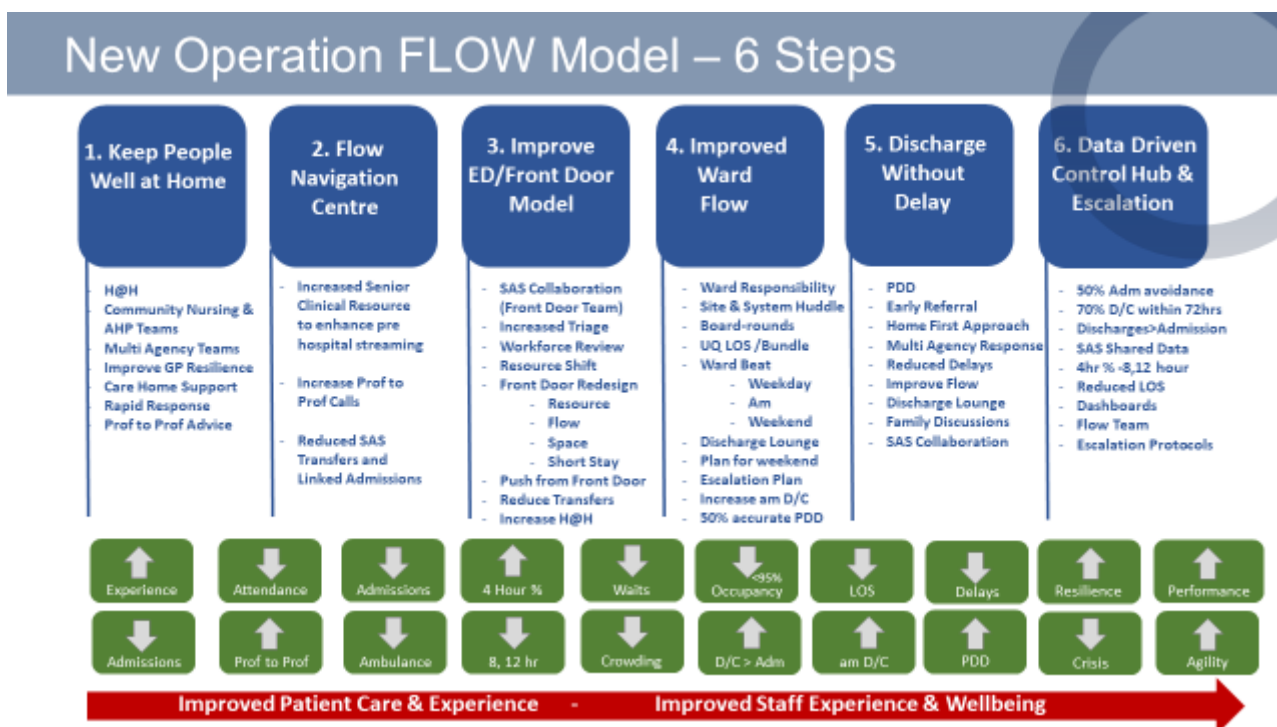 New Operation FLOW Model – 6 Steps
1. Keep People
Well at Home
2. Flow
Navigation
Centre
3. Improve
ED/Front Door
Model
4. Improved
Ward
Flow
5. Discharge
Without
Delay
6. Data Driven
Control Hub &
Escalation
H@H
Community Nursing &
AHP Teams
Multi Agency Teams
Improve GP Resilience
Care Home Support
Rapid Response
Prof to Prof Advice
- Increased Senior
Clinical Resource
to enhance pre
hospital streaming
- Increase Prof to
Prof Calls
- Reduced SAS
Transfers and
Linked Admissions
- SAS Collaboration
(Front Door Team)
- Increased Triage
- Workforce Review
- Resource Shift
- Front Door Redesign
- Resource
- Flow
- Space
- Short Stay
- Push from Front Door
- Reduce Transfers
- Increase H@H
- Ward Responsibility
- Site & System Huddle
- Board-rounds
- UQ LOS /Bundle
- Ward Beat
- Weekday
- Am
- Weekend
- Discharge Lounge
- Plan for weekend
- Escalation Plan
- Increase am D/C
- 50% accurate PDD
- PDD
- Early Referral
- Home First Approach
- Multi Agency Response
- Reduced Delays
- Improve Flow
- Discharge Lounge
- Family Discussions
- SAS Collaboration
- 50% Adm avoidance
- 70% D/C within 72hrs
- Discharges>Admission
- SAS Shared Data
- 4hr % -8,12 hour
- Reduced LOS
- Dashboards
- Flow Team
- Escalation Protocols
Experience
Attendance
Admissions
4 Hour %
Waits
<95%
Occupancy
LOS
Delays
Resilience
Performance
Admissions
Prof to Prof
Ambulance
8, 12 hr
Crowding
D/C > Adm
am D/C
PDD
Crisis
Agility
Improved Patient Care & Experience - Improved Staff Experience & Wellbeing